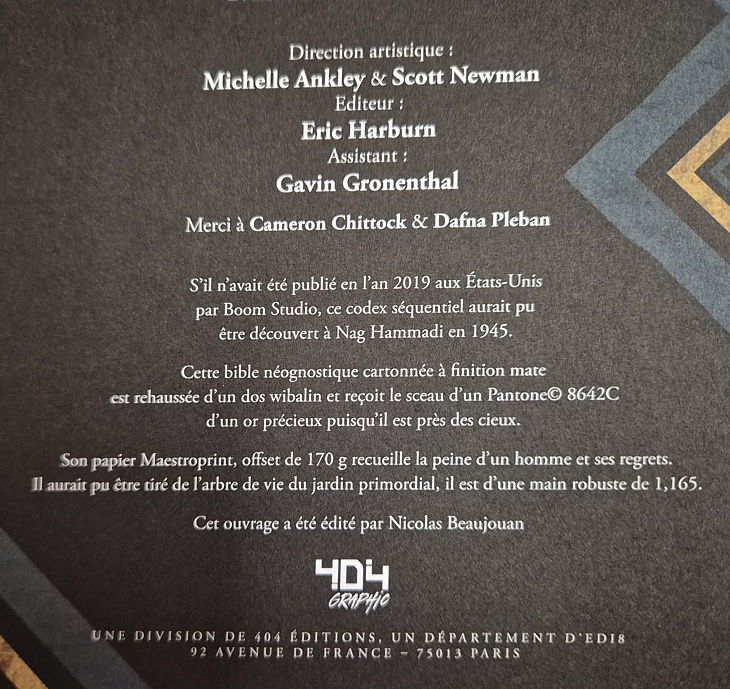 Direction artistique :
Michelle Ankley & Scott Newman
Editeur :
Eric Harburn
Assistant :
Gavin Gronenthal
Merci à Cameron Chittock & Dafna Pleban
S'il n'avait été publié en l'an 2019 aux États-Unis
par Boom Studio, ce codex séquentiel aurait pu
être découvert à Nag Hammadi en 1945.
Cette bible néognostique cartonnée à finition mate
est rehaussée d'un dos wibalin et reçoit le sceau d'un Pantone© 8642C
d'un or précieux puisqu'il est près des cieux.
Son papier Maestroprint, offset de 170 g recueille la peine d'un homme et ses regrets.
Il aurait pu être tiré de l'arbre de vie du jardin primordial, il est d'une main robuste de 1,165.
Cet ouvrage a été édité par Nicolas Beaujouan
404
GRAPHIC
UNE DIVISION DE 404 ÉDITIONS, UN DÉPARTEMENT D'EDI8
92 AVENUE DE FRANCE – 75013 PARIS